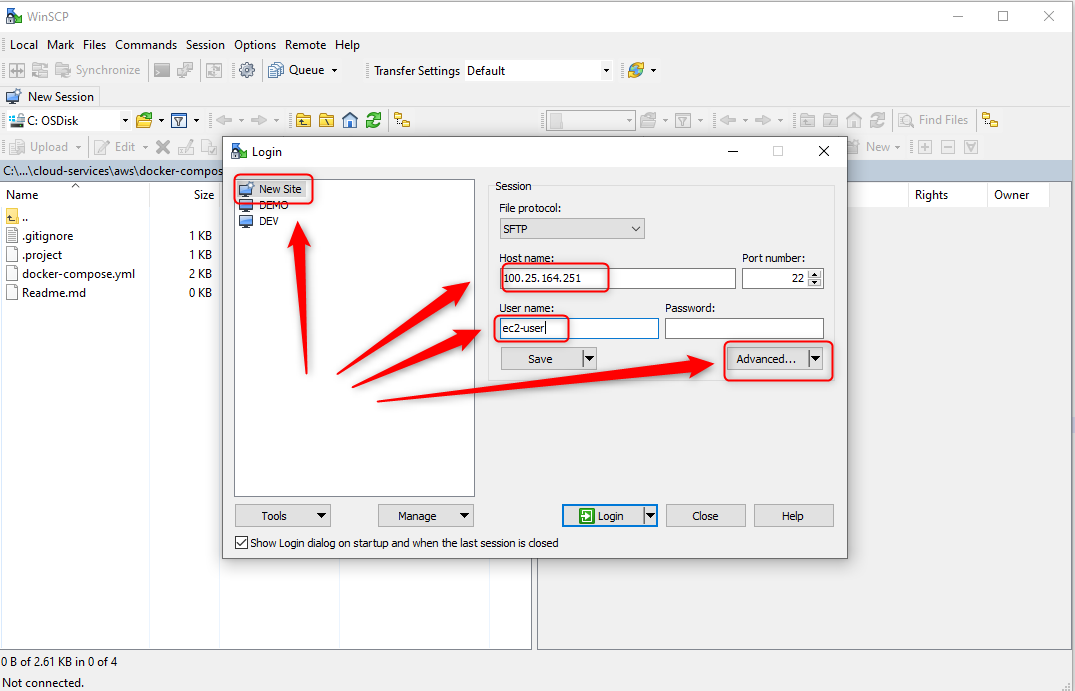 WinSCP
Local Mark Files Commands Session Options Remote Help
Synchronize Queue Transfer Settings Default
New Session
C: OSDisk Find Files
Upload Edit New
C:\...\cloud-services\aws\docker-compos
Name Size Rights Owner
..
.gitignore 1 KB
.project 1 KB
docker-compose.yml 2 KB
Readme.md 0 KB
Login
New Site
DEMO
DEV
Session
File protocol:
SFTP
Host name: Port number:
100.25.164.251 22
User name: Password:
ec2-user
Save Advanced...
Tools Manage Login Close Help
Show Login dialog on startup and when the last session is closed
0 B of 2.61 KB in 0 of 4
Not connected.